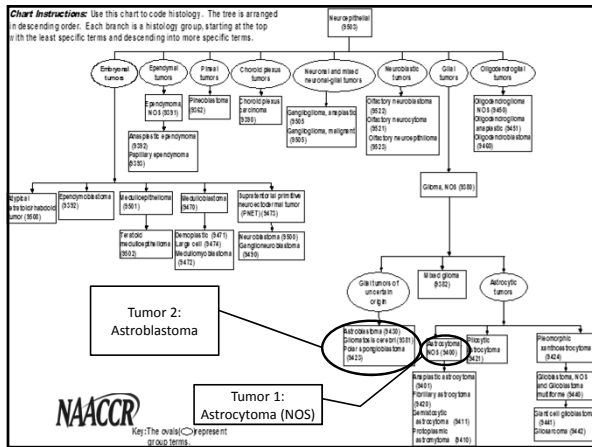 Chart Instructions: Use this chart to code histology. The tree is arranged
in descending order. Each branch is a histology group, starting at the top
with the least specific terms and descending into more specific terms.
Neuroepithelial
(9503)
Embryonal
tumors
Ependymal
tumors
Pineal
tumors
Choroid plexus
tumors
Neuronal and mixed
neuronal-glial tumors
Neuroblastic
tumors
Glial
tumors
Oligodendroglial
tumors
Ependymoma,
NOS (9391)
Pineoblastoma
(9362)
Choroid plexus
carcinoma
(9390)
Ganglioglioma, anaplastic
(9505)
Ganglioglioma, malignant
(9505)
Olfactory neuroblastoma
(9522)
Olfactory neurocytoma
(9521)
Olfactory neuroepithlioma
(9523)
Oligodendroglioma
NOS (9450)
Oligodendroglioma
anaplastic (9451)
Oligodendroblastoma
(9460)
Anaplastic ependymoma
(9392)
Papillary ependymoma
(9393)
Glioma, NOS (9380)
Atypical
tumor (9508)
Ependymoblastoma
(9392)
Medulloepithelioma
(9501)
Medulloblastoma
(9470)
Supratentorial primitive
neuroectodermal tumor
(PNET) (9473)
Teratoid
medulloepithelioma
(9502)
Demoplastic (9471)
Large cell (9474)
Medullomyoblastoma
(9472)
Neuroblastoma (9500)
Ganglioneuroblastoma
(9490)
Glial tumors of
uncertain
origin
Mixed glioma
(9382)
Astrocytic
tumors
Tumor 2:
Astroblastoma
Astroblastoma (9430)
Gliomatosis cerebri (9381)
Polar spongioblastoma
(9423)
Astrocytoma,
NOS (9400)
Pilocytic
astrocytoma
(9421)
Pleomorphic
xanthoastrocytoma
(9424)
Tumor 1:
Astrocytoma (NOS)
Anaplastic astrocytoma
(9401)
Fibrillary astrocytoma
(9420)
Gemistocytic
astrocytoma (9411)
Protoplasmic
astromytoma (9410)
Glioblastoma, NOS
and Glioblastoma
multiforme (9440)
Giant cell glioblastoma
(9441)
Gliosarcoma (9442)
NAACCR
Key: The ovals represent
group terms.